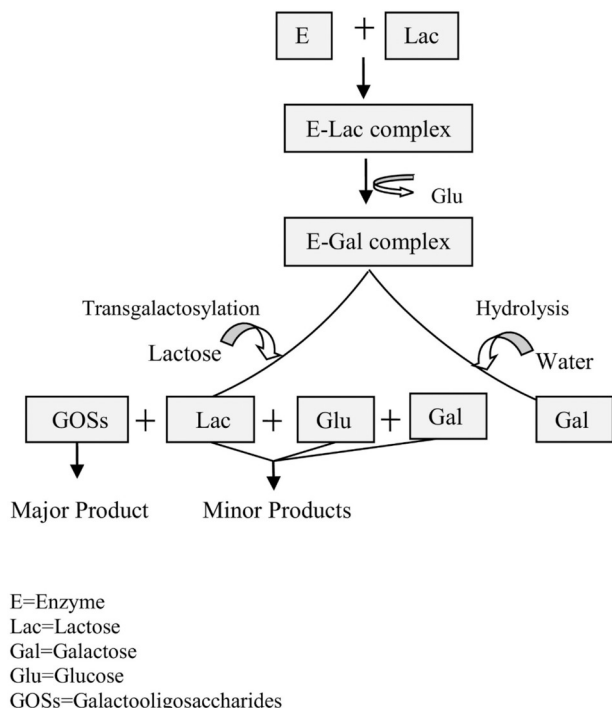 E + Lac
E-Lac complex
Glu
E-Gal complex
Transgalactosylation
Lactose
Hydrolysis
Water
GOSs + Lac + Glu + Gal
Gal
Major Product
Minor Products
E=Enzyme
Lac=Lactose
Gal=Galactose
Glu=Glucose
GOSs=Galactooligosaccharides